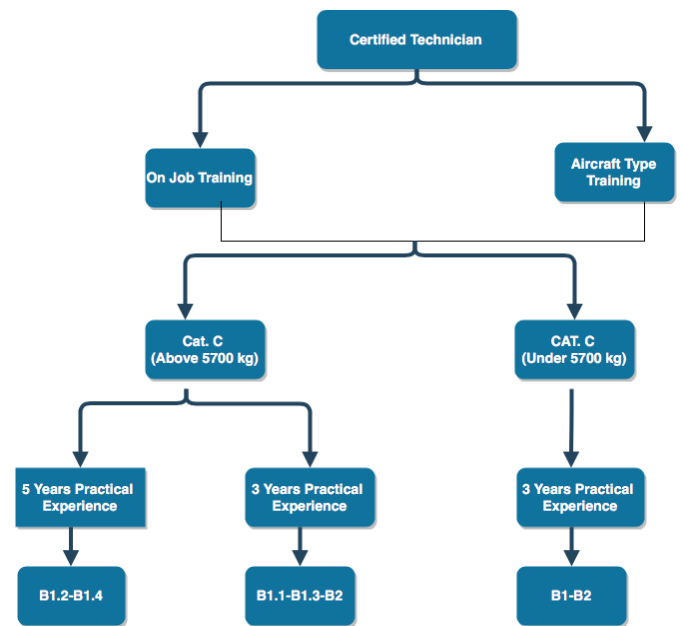 Certified Technician
On Job Training
Aircraft Type
Training
Cat. C
(Above 5700 kg)
CAT. C
(Under 5700 kg)
5 Years Practical
Experience
3 Years Practical
Experience
3 Years Practical
Experience
B1.2-B1.4
B1.1-B1.3-B2
B1-B2